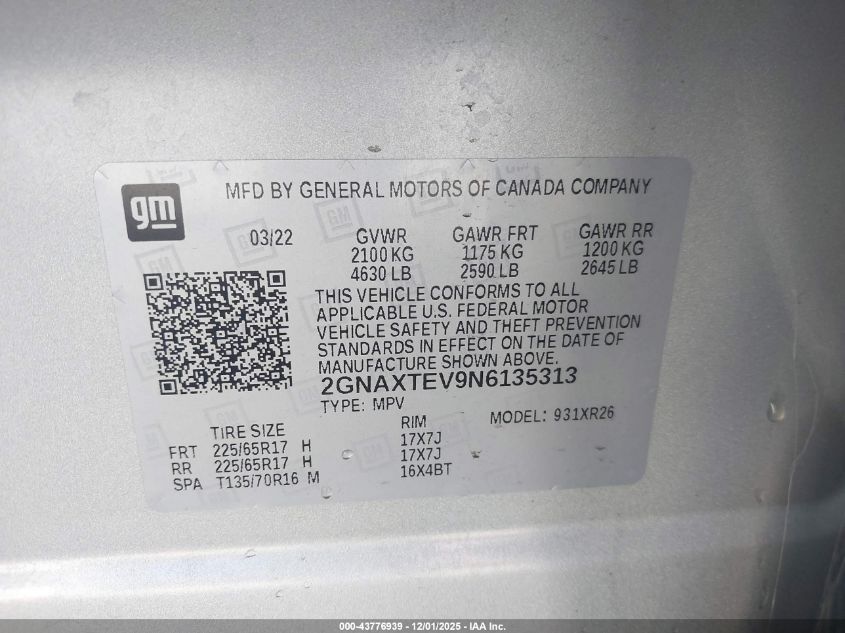 gm
MFD BY GENERAL MOTORS OF CANADA COMPANY
03/22 GVWR GAWR FRT GAWR RR
2100 KG 1175 KG 1200 KG
4630 LB 2590 LB 2645 LB
THIS VEHICLE CONFORMS TO ALL
APPLICABLE U.S. FEDERAL MOTOR
VEHICLE SAFETY AND THEFT PREVENTION
STANDARDS IN EFFECT ON THE DATE OF
MANUFACTURE SHOWN ABOVE.
2GNAXTEV9N6135313
TYPE: MPV MODEL: 931XR26
TIRE SIZE RIM
FRT 225/65R17 H 17X7J
RR 225/65R17 H 17X7J
SPA T135/70R16 M 16X4BT
000-43776939 - 12/01/2025 - IAA Inc.